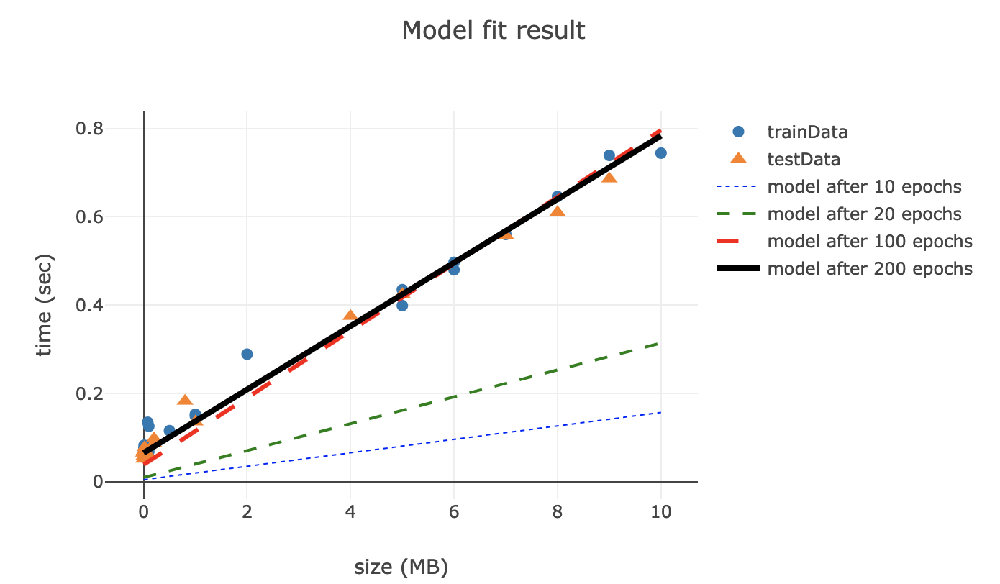 Model fit result
0.8
0.6
0.4
0.2
0
0
2
4
6
8
10
time (sec)
size (MB)
trainData
testData
model after 10 epochs
model after 20 epochs
model after 100 epochs
model after 200 epochs